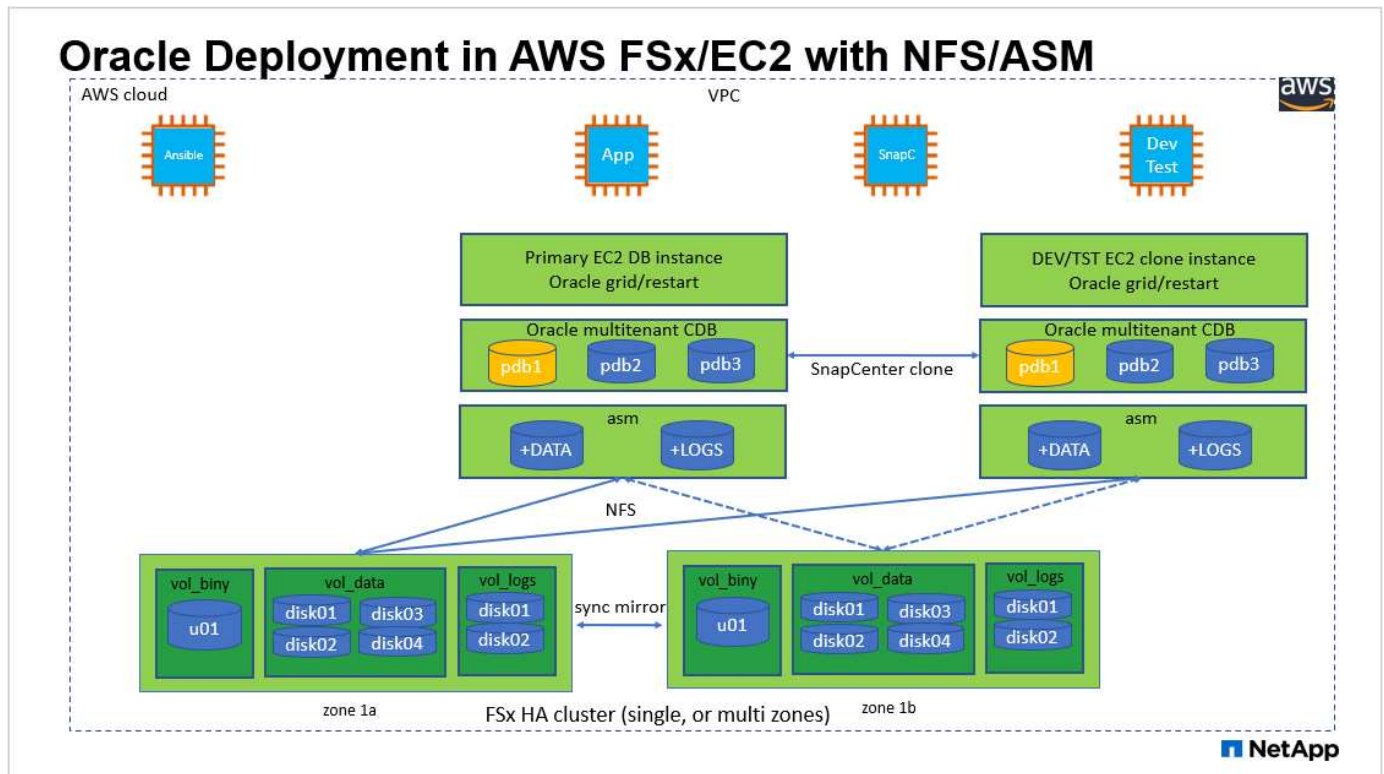 Oracle Deployment in AWS FSx/EC2 with NFS/ASM
AWS cloud
VPC
aws
Ansible
App
SnapC
Dev
Test
Primary EC2 DB instance
Oracle grid/restart
DEV/TST EC2 clone instance
Oracle grid/restart
Oracle multitenant CDB
pdb1
pdb2
pdb3
SnapCenter clone
Oracle multitenant CDB
pdb1
pdb2
pdb3
asm
+DATA
+LOGS
asm
+DATA
+LOGS
NFS
vol_biny
u01
vol_data
disk01
disk03
disk02
disk04
vol_logs
disk01
disk02
sync mirror
vol_biny
u01
vol_data
disk01
disk03
disk02
disk04
vol_logs
disk01
disk02
zone 1a
FSx HA cluster (single, or multi zones)
zone 1b
NetApp